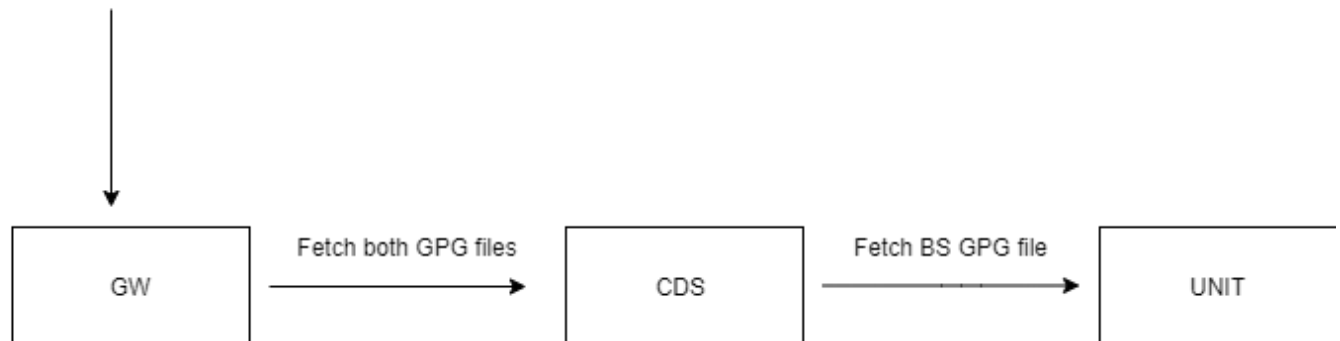 Fetch both GPG files
Fetch BS GPG file
GW
CDS
UNIT